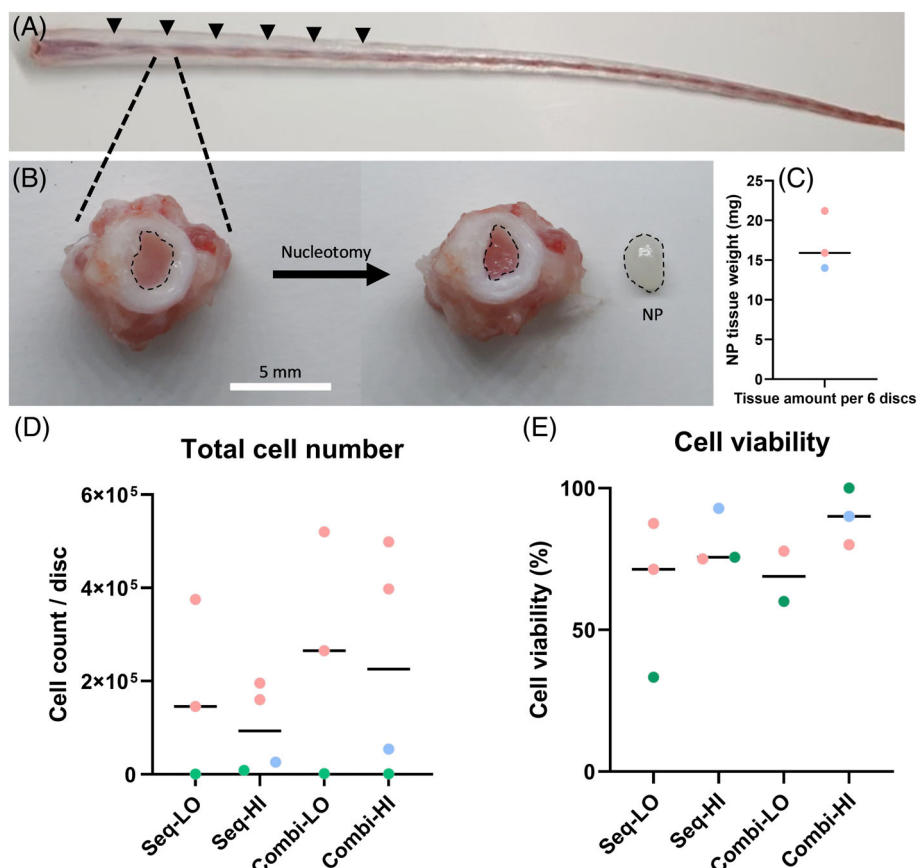 (A)
(B)
Nucleotomy
NP
5 mm
(C)
NP tissue weight (mg)
25
20
15
10
5
0
Tissue amount per 6 discs
(D)
Total cell number
Cell count / disc
6×10⁵
4×10⁵
2×10⁵
0
Seq-LO
Seq-HI
Combi-LO
Combi-HI
(E)
Cell viability
Cell viability (%)
100
50
0
Seq-LO
Seq-HI
Combi-LO
Combi-HI